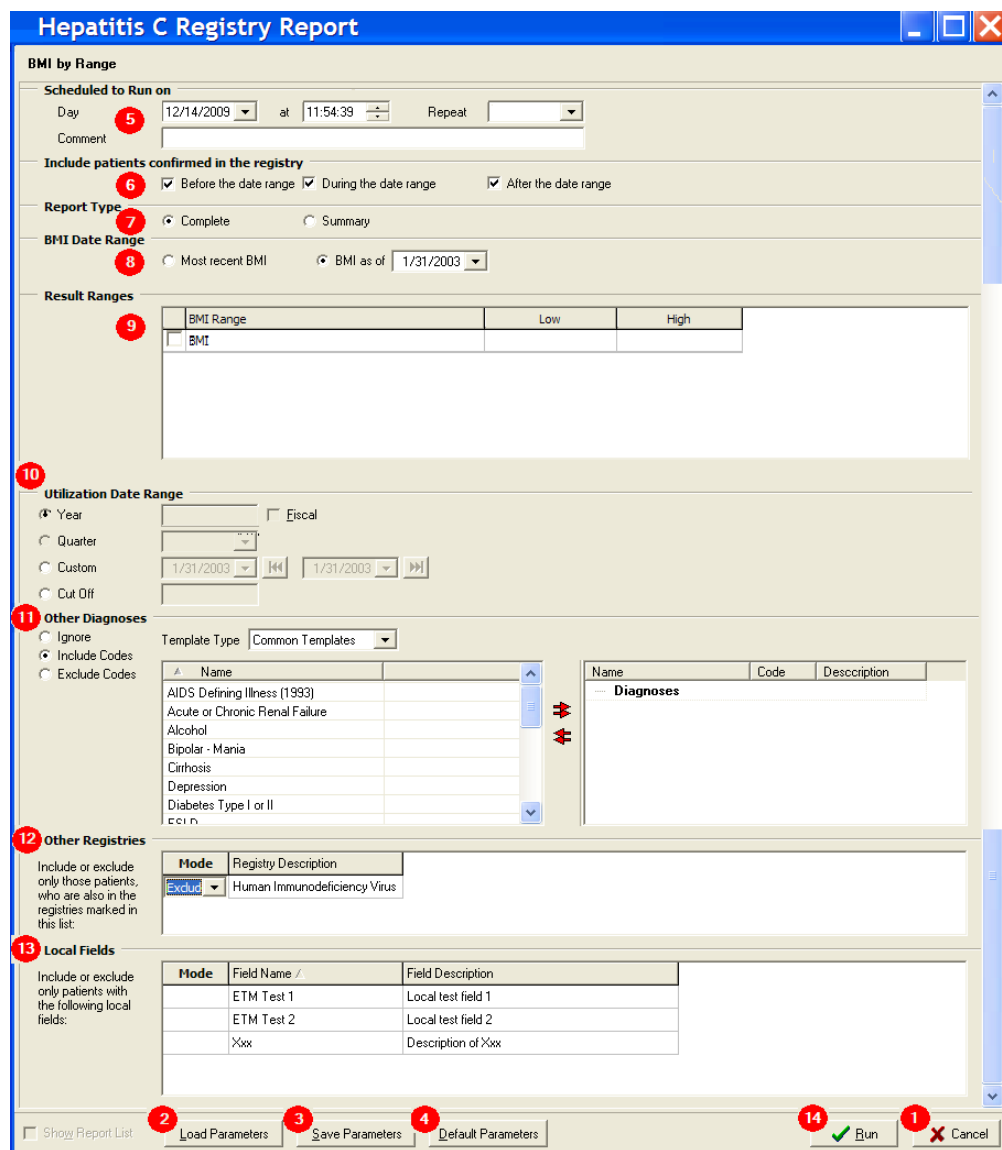 Hepatitis C Registry Report
BMI by Range
Scheduled to Run on
Day 5 12/14/2009 at 11:54:39 Repeat
Comment
Include patients confirmed in the registry
6 Before the date range During the date range After the date range
Report Type
7 Complete Summary
BMI Date Range
8 Most recent BMI BMI as of 1/31/2003
Result Ranges
9 BMI Range Low High
BMI
10
Utilization Date Range
Year Fiscal
Quarter
Custom 1/31/2003 1/31/2003
Cut Off
11 Other Diagnoses
Ignore Template Type Common Templates
Include Codes
Exclude Codes
Name Name Code Desccription
AIDS Defining Illness (1993) Diagnoses
Acute or Chronic Renal Failure
Alcohol
Bipolar - Mania
Cirrhosis
Depression
Diabetes Type I or II
ESLD
12 Other Registries
Include or exclude
only those patients,
who are also in the
registries marked in
this list:
Mode Registry Description
Exclud Human Immunodeficiency Virus
13 Local Fields
Include or exclude
only patients with
the following local
fields:
Mode Field Name Field Description
ETM Test 1 Local test field 1
ETM Test 2 Local test field 2
Xxx Description of Xxx
2 3 4 14 1
Show Report List Load Parameters Save Parameters Default Parameters Run Cancel